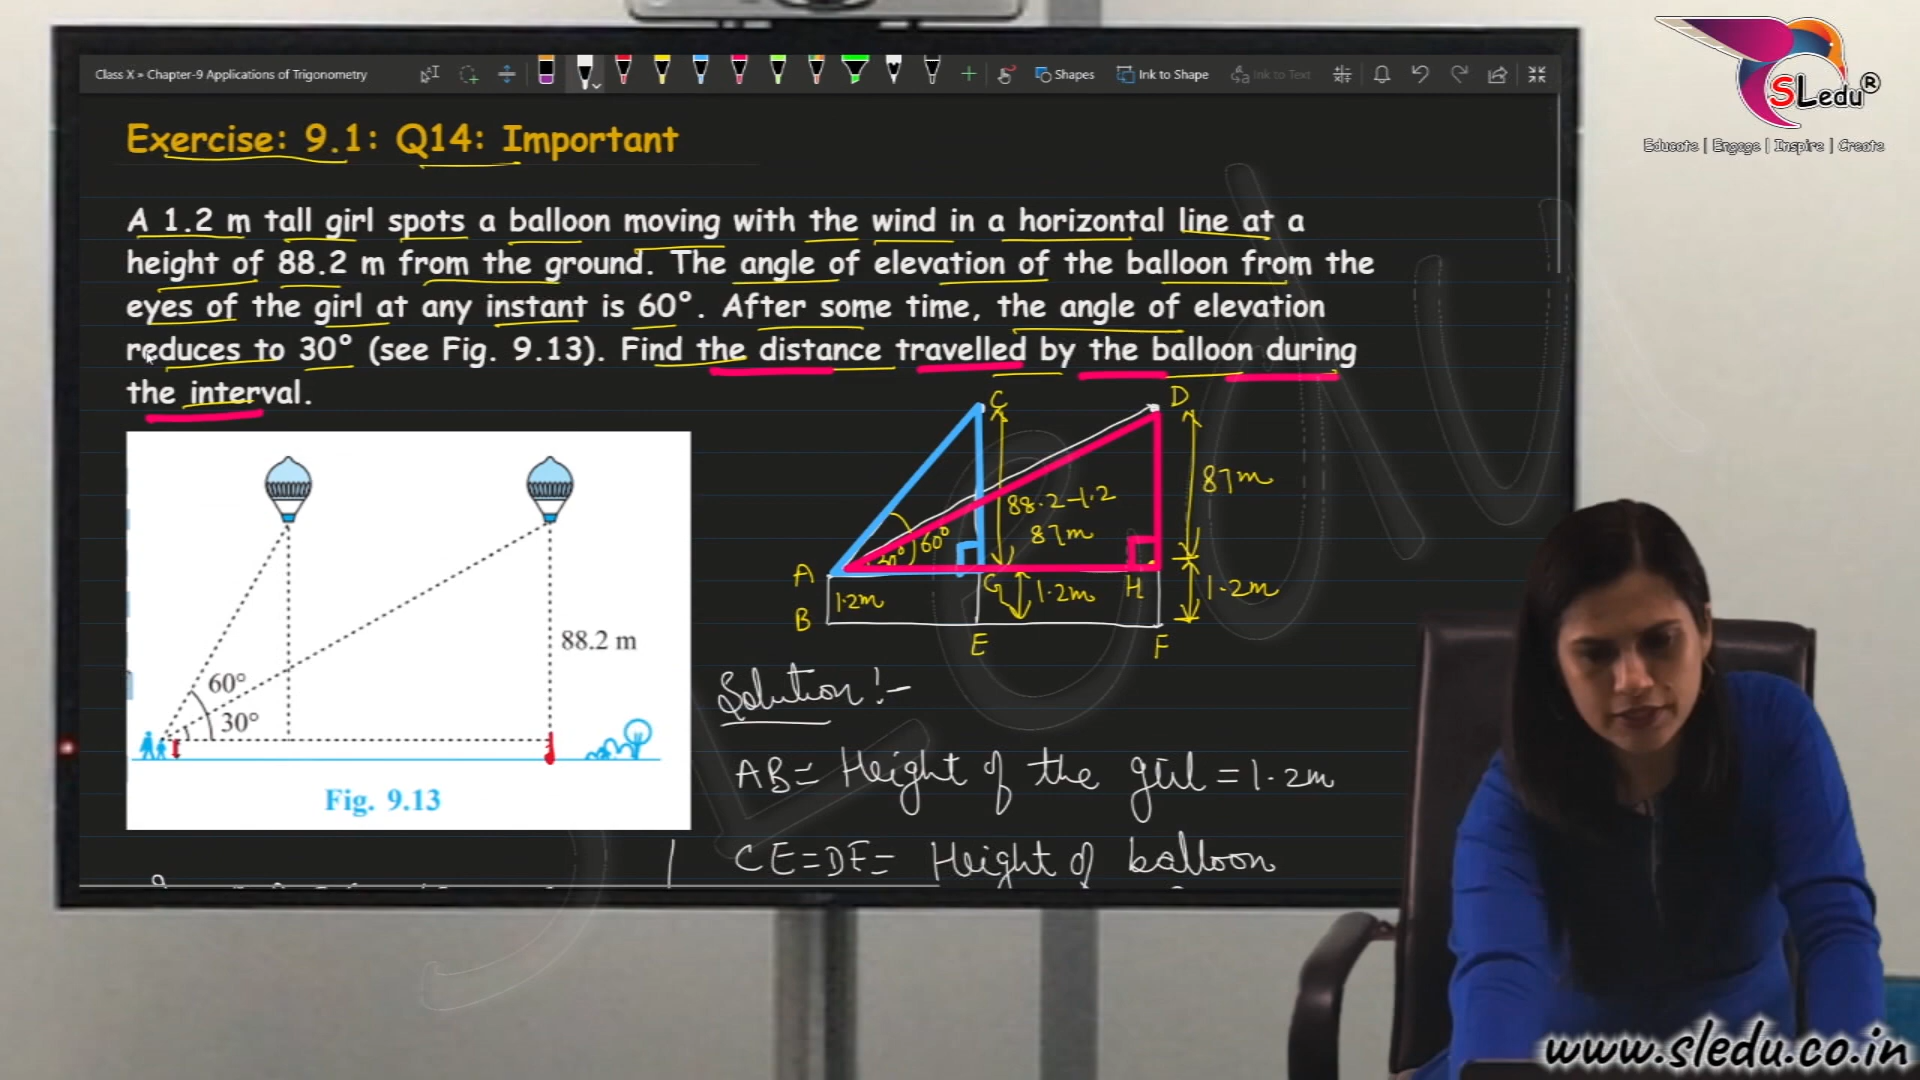 Class X » Chapter-9 Applications of Trigonometry
Shapes
Ink to Shape
Ink to Text
SLedu®
Educate | Engage | Inspire | Create
Exercise: 9.1: Q14: Important
A 1.2 m tall girl spots a balloon moving with the wind in a horizontal line at a
height of 88.2 m from the ground. The angle of elevation of the balloon from the
eyes of the girl at any instant is 60°. After some time, the angle of elevation
reduces to 30° (see Fig. 9.13). Find the distance travelled by the balloon during
the interval.
88.2 m
60°
30°
Fig. 9.13
C
D
87m
88.2-1.2
87m
60°
30°
A
G
H
1.2m
1.2m
1.2m
B
E
F
Solution:-
AB = Height of the girl = 1.2m
CE = DF = Height of balloon
www.sledu.co.in